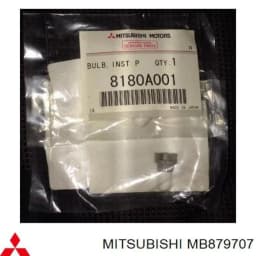 MITSUBISHI MOTORS
GENUINE PARTS
BULB, INST P QTY.1
8180A001
MADE IN JAPAN
MITSUBISHI MB879707